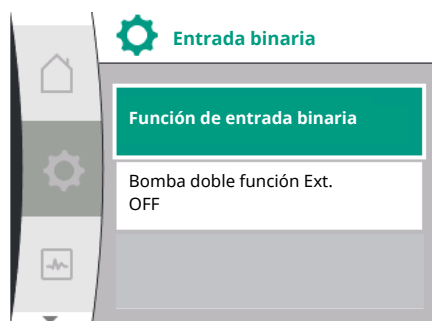 Entrada binaria
Función de entrada binaria
Bomba doble función Ext.
OFF